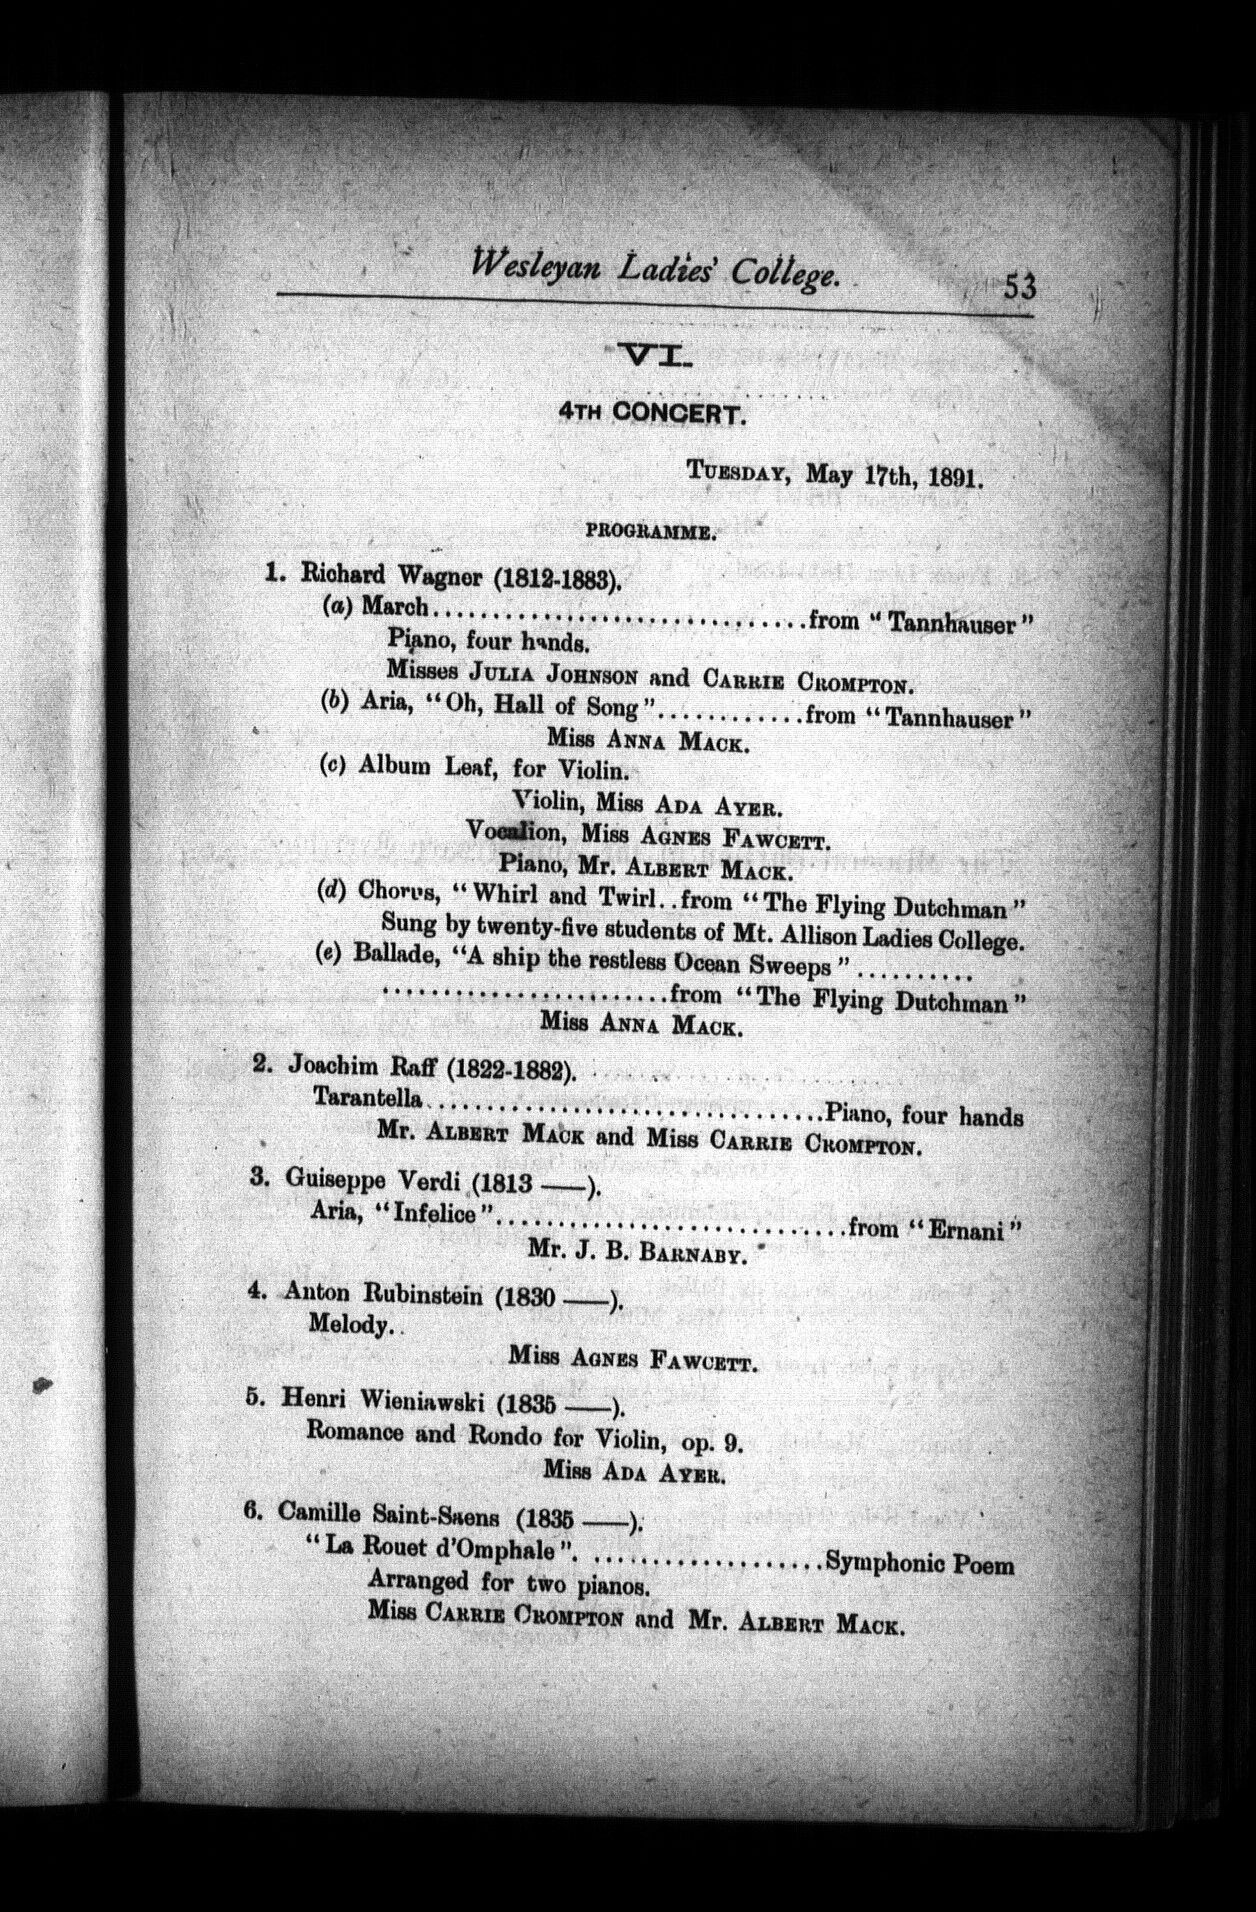 Wesleyan Ladies' College. 53
VI.
4TH CONCERT.
TUESDAY, May 17th, 1891.
PROGRAMME.
1. Richard Wagner (1812-1883).
(a) March...............................from "Tannhauser"
Piano, four hands.
Misses JULIA JOHNSON and CARRIE CROMPTON.
(b) Aria, "Oh, Hall of Song"............from "Tannhauser"
Miss ANNA MACK.
(c) Album Leaf, for Violin.
Violin, Miss ADA AYER.
Vocalion, Miss AGNES FAWCETT.
Piano, Mr. ALBERT MACK.
(d) Chorus, "Whirl and Twirl..from "The Flying Dutchman"
Sung by twenty-five students of Mt. Allison Ladies College.
(e) Ballade, "A ship the restless Ocean Sweeps"..........
........................from "The Flying Dutchman"
Miss ANNA MACK.
2. Joachim Raff (1822-1882).
Tarantella.................................Piano, four hands
Mr. ALBERT MACK and Miss CARRIE CROMPTON.
3. Guiseppe Verdi (1813 ——).
Aria, "Infelice".............................from "Ernani"
Mr. J. B. BARNABY.
4. Anton Rubinstein (1830 ——).
Melody..
Miss AGNES FAWCETT.
5. Henri Wieniawski (1835 ——).
Romance and Rondo for Violin, op. 9.
Miss ADA AYER.
6. Camille Saint-Saens (1835 ——).
"La Rouet d'Omphale". ...................Symphonic Poem
Arranged for two pianos.
Miss CARRIE CROMPTON and Mr. ALBERT MACK.